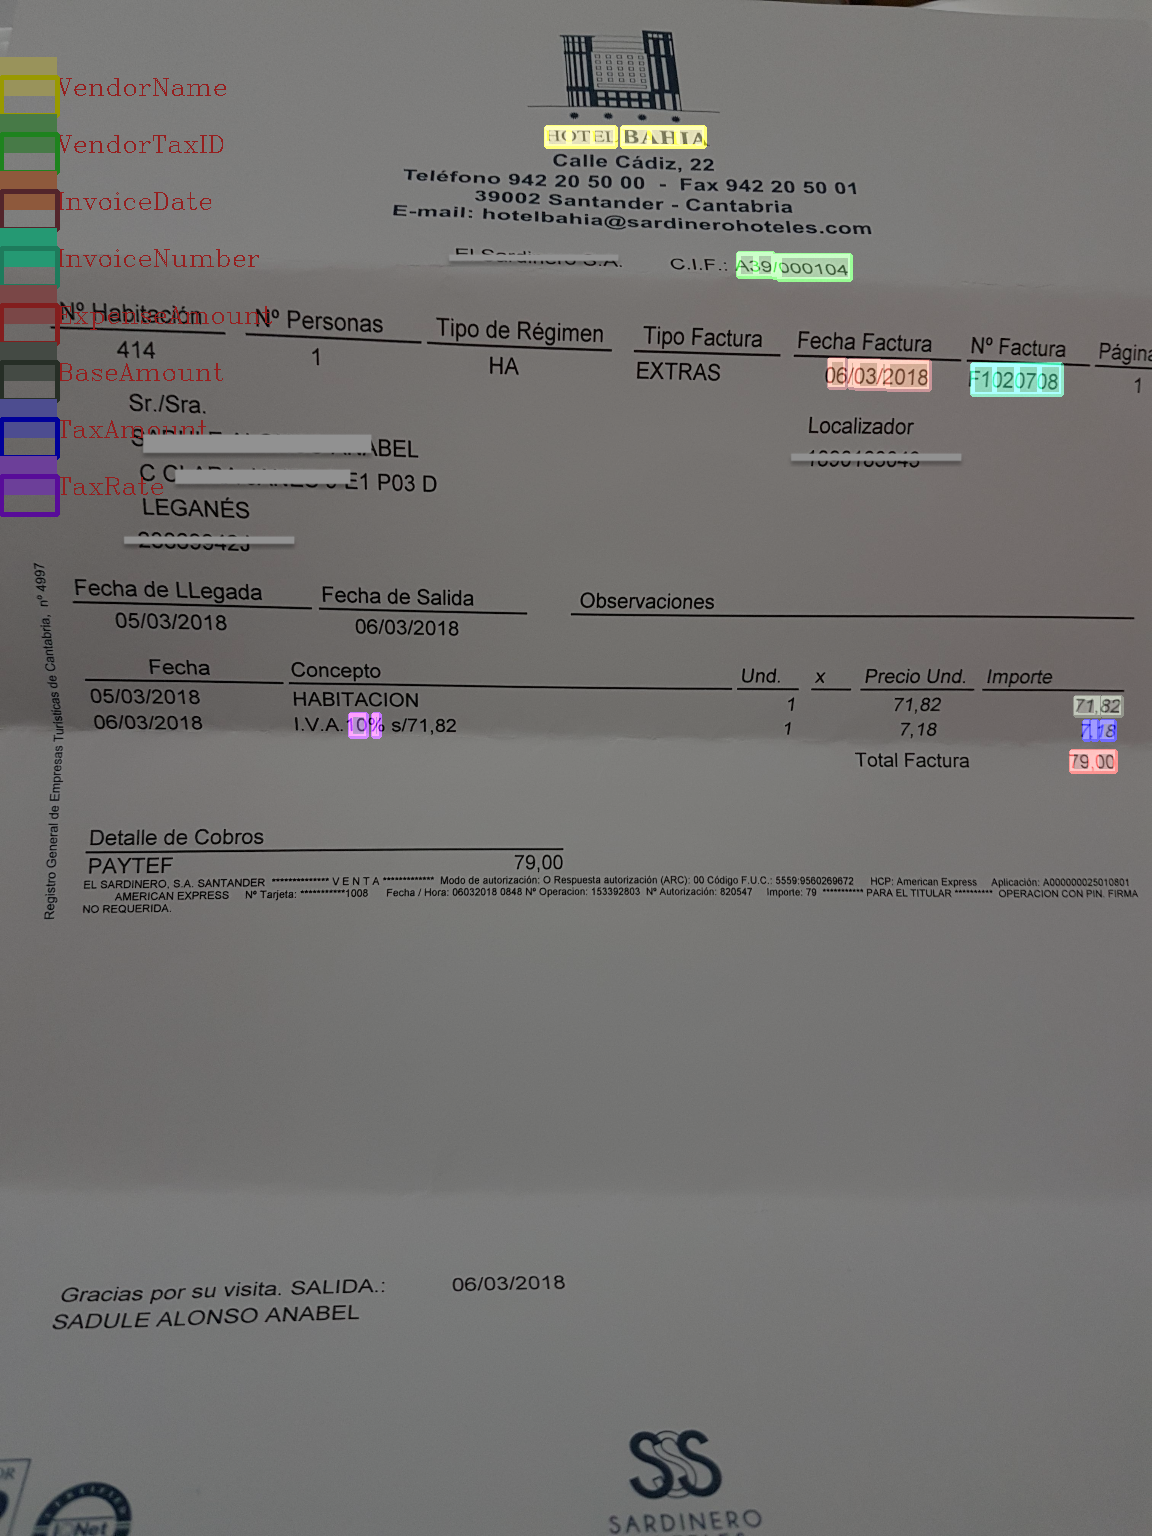 VendorName
VendorTaxID
InvoiceDate
InvoiceNumber
ExpenseAmount
BaseAmount
TaxAmount
TaxRate
HOTEL BAHIA
Calle Cádiz, 22
Teléfono 942 20 50 00 - Fax 942 20 50 01
39002 Santander - Cantabria
E-mail: hotelbahia@sardinerohoteles.com
El Sardinero S.A. C.I.F.: A39/000104
Nº Habitación Nº Personas Tipo de Régimen Tipo Factura Fecha Factura Nº Factura Página
414 1 HA EXTRAS 06/03/2018 F1020708 1
Sr./Sra.
Localizador
ABEL
E1 P03 D
LEGANÉS
Fecha de LLegada Fecha de Salida Observaciones
05/03/2018 06/03/2018
Fecha Concepto Und. x Precio Und. Importe
05/03/2018 HABITACION 1 71,82 71,82
06/03/2018 I.V.A. 10% s/71,82 1 7,18 7,18
Total Factura 79,00
Detalle de Cobros
PAYTEF 79,00
EL SARDINERO, S.A. SANTANDER ************** V E N T A ************* Modo de autorización: O Respuesta autorización (ARC): 00 Código F.U.C.: 5559:9560269672 HCP: American Express Aplicación: A000000025010801
AMERICAN EXPRESS Nº Tarjeta: ***********1008 Fecha / Hora: 06032018 0848 Nº Operacion: 153392803 Nº Autorización: 820547 Importe: 79 ********** PARA EL TITULAR ********** OPERACION CON PIN. FIRMA
NO REQUERIDA.
Registro General de Empresas Turísticas de Cantabria, nº 4997
Gracias por su visita. SALIDA.: 06/03/2018
SADULE ALONSO ANABEL
SS
SARDINERO